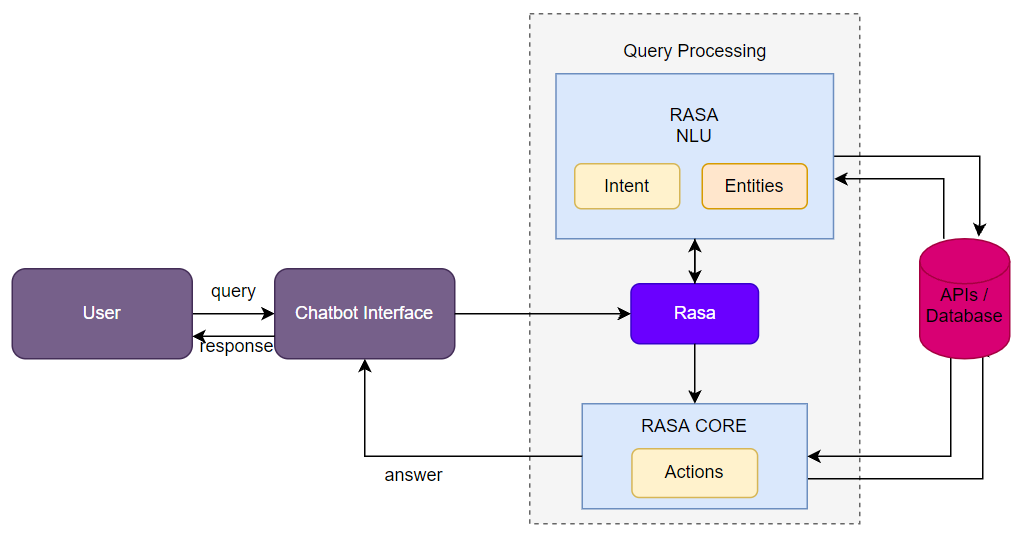 Query Processing
RASA
NLU
Intent
Entities
User
query
response
Chatbot Interface
Rasa
APIs /
Database
RASA CORE
Actions
answer